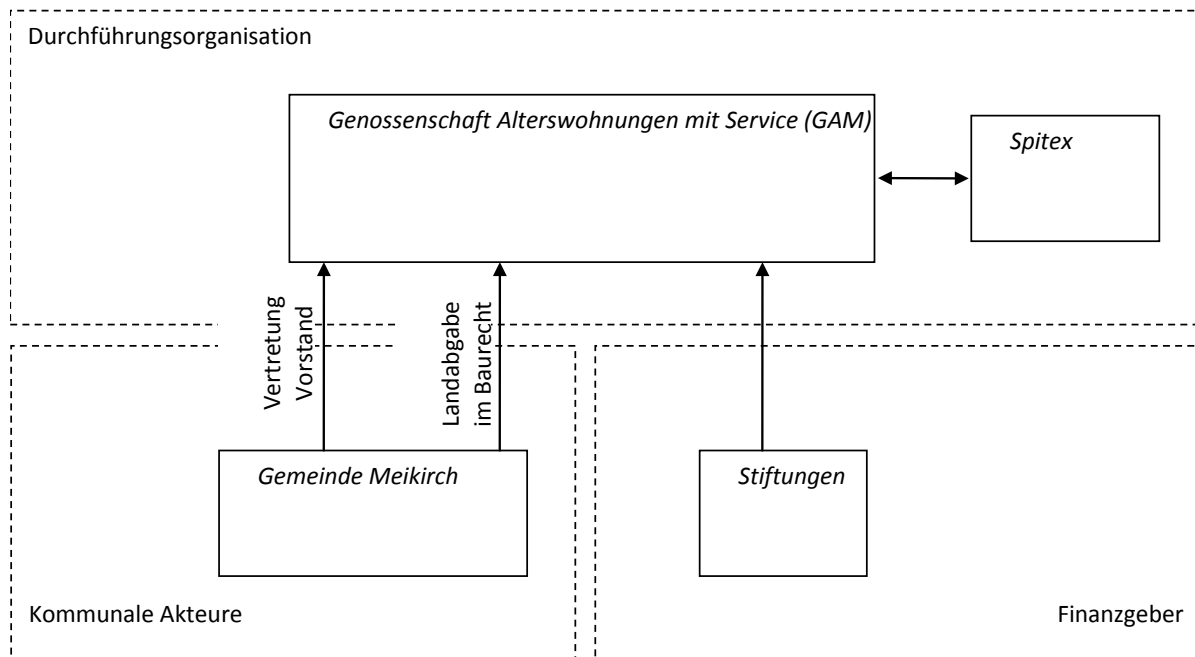 Durchführungsorganisation
Genossenschaft Alterswohnungen mit Service (GAM)
Spitex
Vertretung
Vorstand
Landabgabe
im Baurecht
Gemeinde Meikirch
Stiftungen
Kommunale Akteure
Finanzgeber